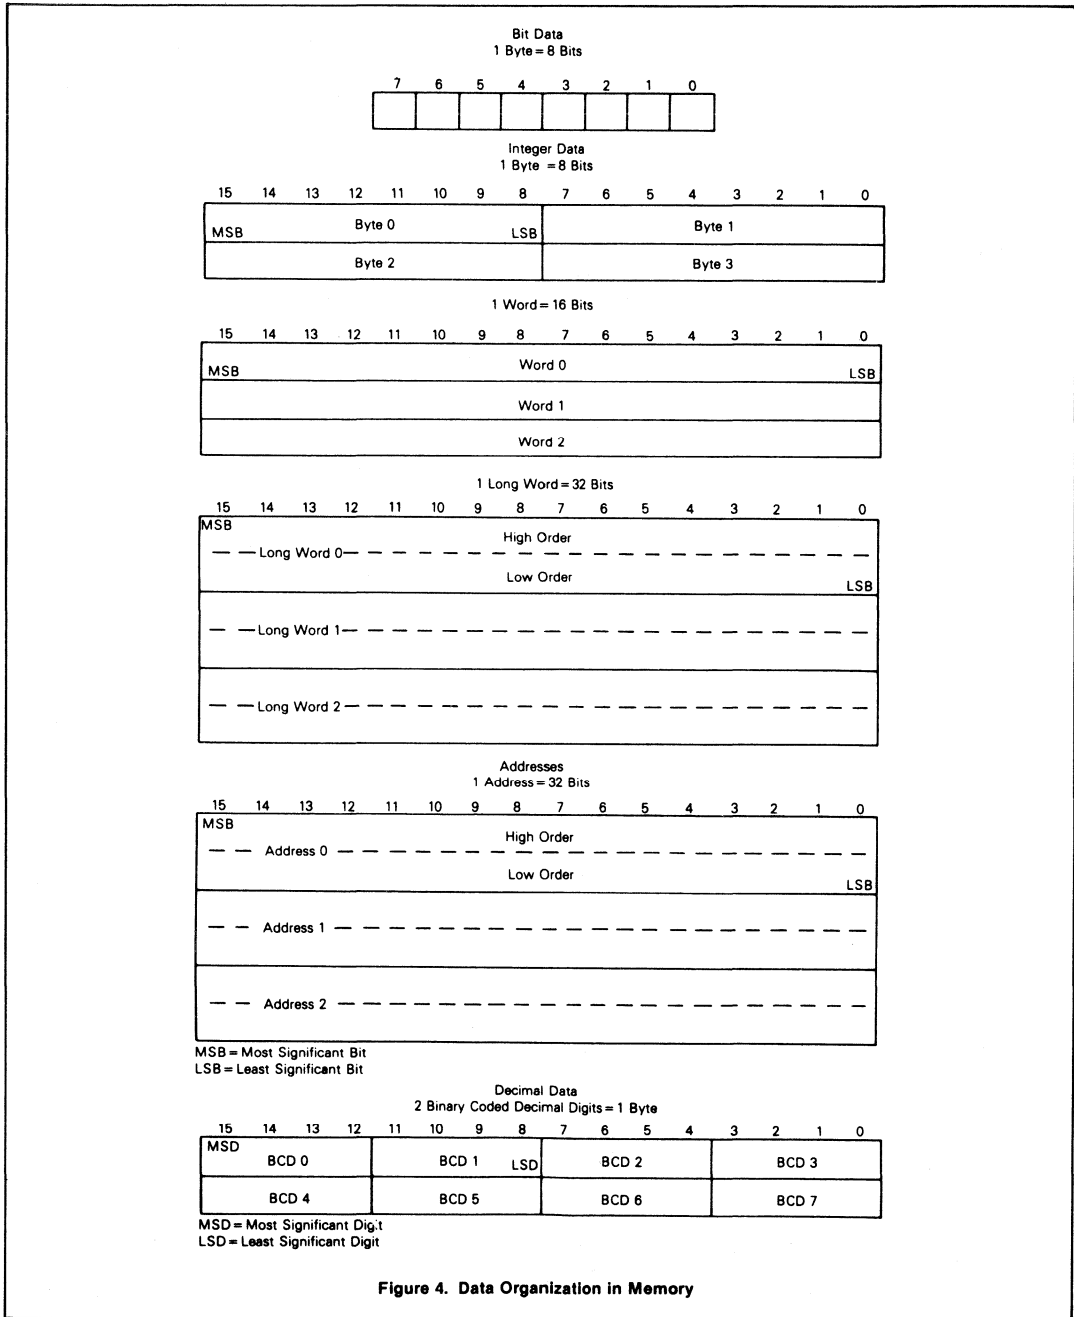 Bit Data
1 Byte = 8 Bits
7 6 5 4 3 2 1 0
Integer Data
1 Byte = 8 Bits
15 14 13 12 11 10 9 8 7 6 5 4 3 2 1 0
MSB Byte 0 LSB Byte 1
Byte 2 Byte 3
1 Word = 16 Bits
15 14 13 12 11 10 9 8 7 6 5 4 3 2 1 0
MSB Word 0 LSB
Word 1
Word 2
1 Long Word = 32 Bits
15 14 13 12 11 10 9 8 7 6 5 4 3 2 1 0
MSB
High Order
Long Word 0
Low Order
LSB
Long Word 1
Long Word 2
Addresses
1 Address = 32 Bits
15 14 13 12 11 10 9 8 7 6 5 4 3 2 1 0
MSB
High Order
Address 0
Low Order
LSB
Address 1
Address 2
MSB = Most Significant Bit
LSB = Least Significant Bit
Decimal Data
2 Binary Coded Decimal Digits = 1 Byte
15 14 13 12 11 10 9 8 7 6 5 4 3 2 1 0
MSD BCD 0 BCD 1 LSD BCD 2 BCD 3
BCD 4 BCD 5 BCD 6 BCD 7
MSD = Most Significant Digit
LSD = Least Significant Digit
Figure 4. Data Organization in Memory